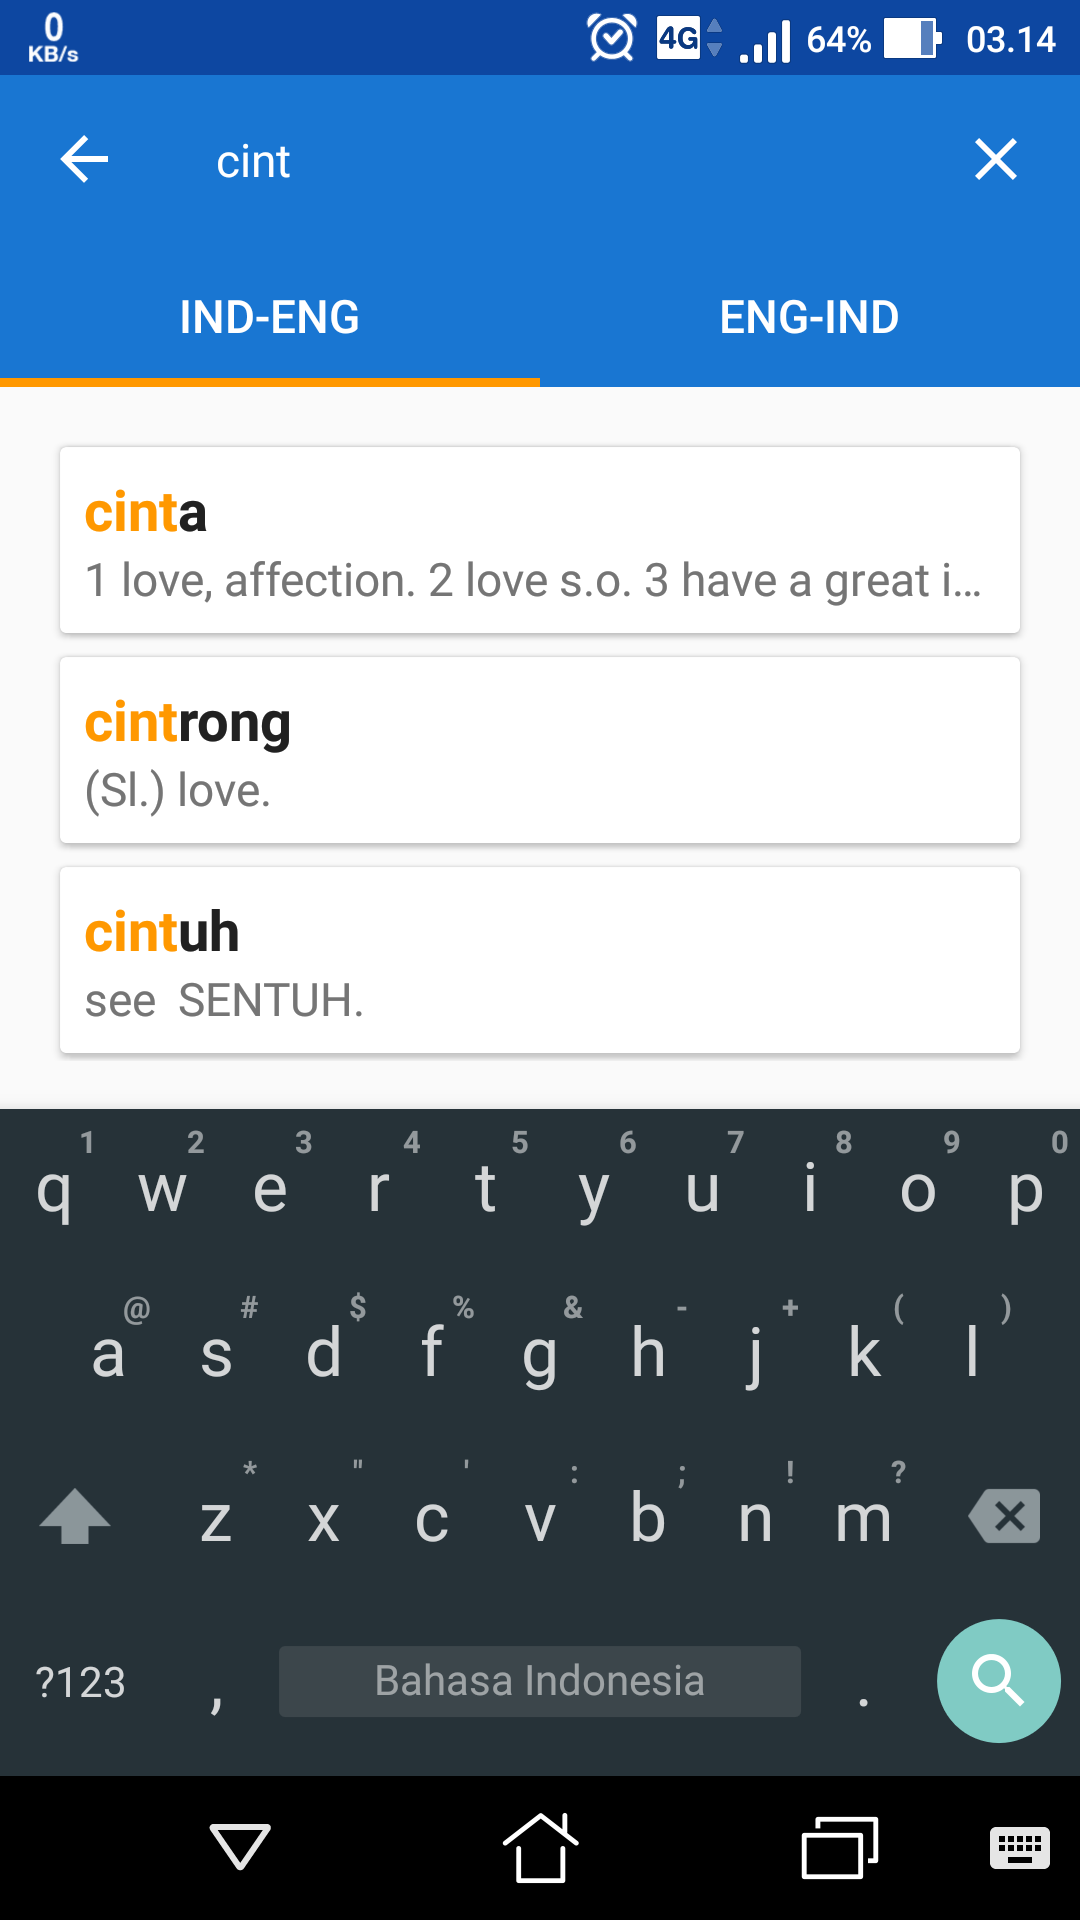 0
KB/s
4G
64%
03.14
cint
IND-ENG
ENG-IND
cinta
1 love, affection. 2 love s.o. 3 have a great i...
cintrong
(Sl.) love.
cintuh
see  SENTUH.
1 2 3 4 5 6 7 8 9 0
q w e r t y u i o p
@ # $ % & - + ( )
a s d f g h j k l
* " ' : ; ! ?
z x c v b n m
?123 , Bahasa Indonesia .